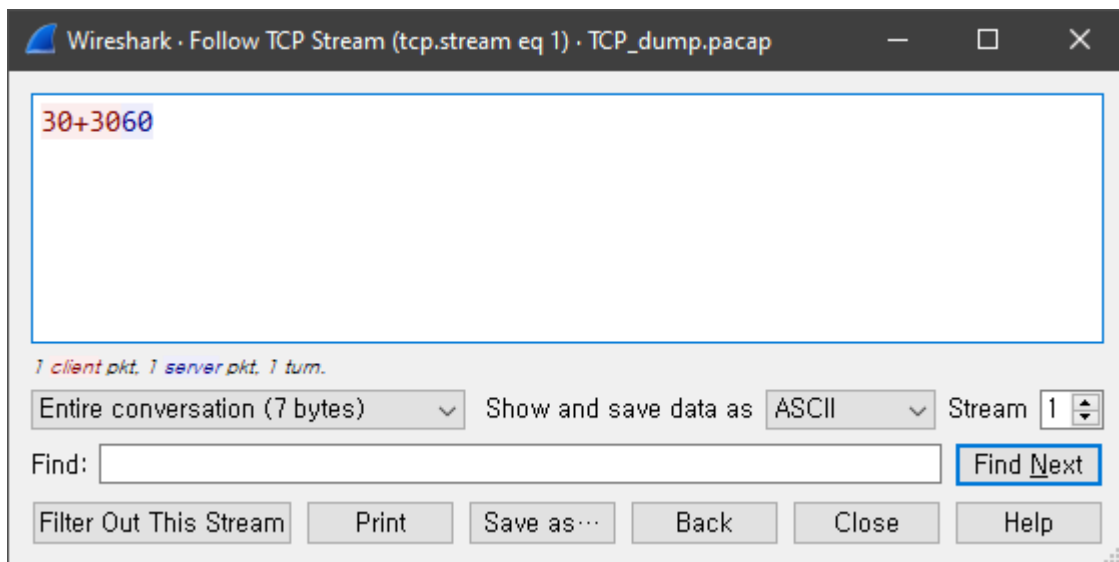 Wireshark · Follow TCP Stream (tcp.stream eq 1) · TCP_dump.pacap
30+3060
1 client pkt, 1 server pkt, 1 turn.
Entire conversation (7 bytes) Show and save data as ASCII Stream 1
Find: Find Next
Filter Out This Stream Print Save as… Back Close Help